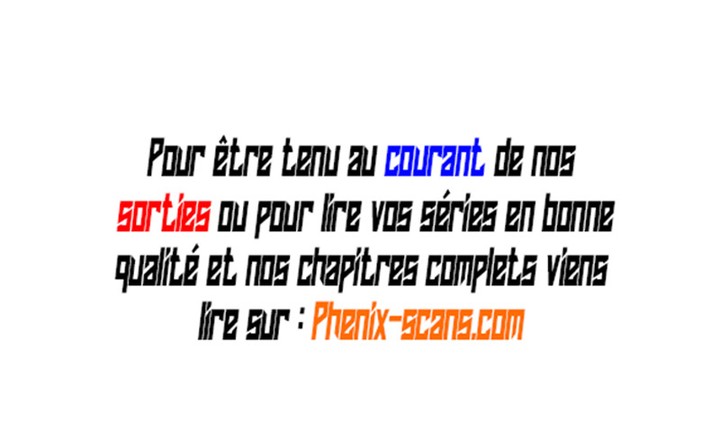 Pour être tenu au courant de nos
sorties ou pour lire vos séries en bonne
qualité et nos chapitres complets viens
lire sur : Phenix-scans.com